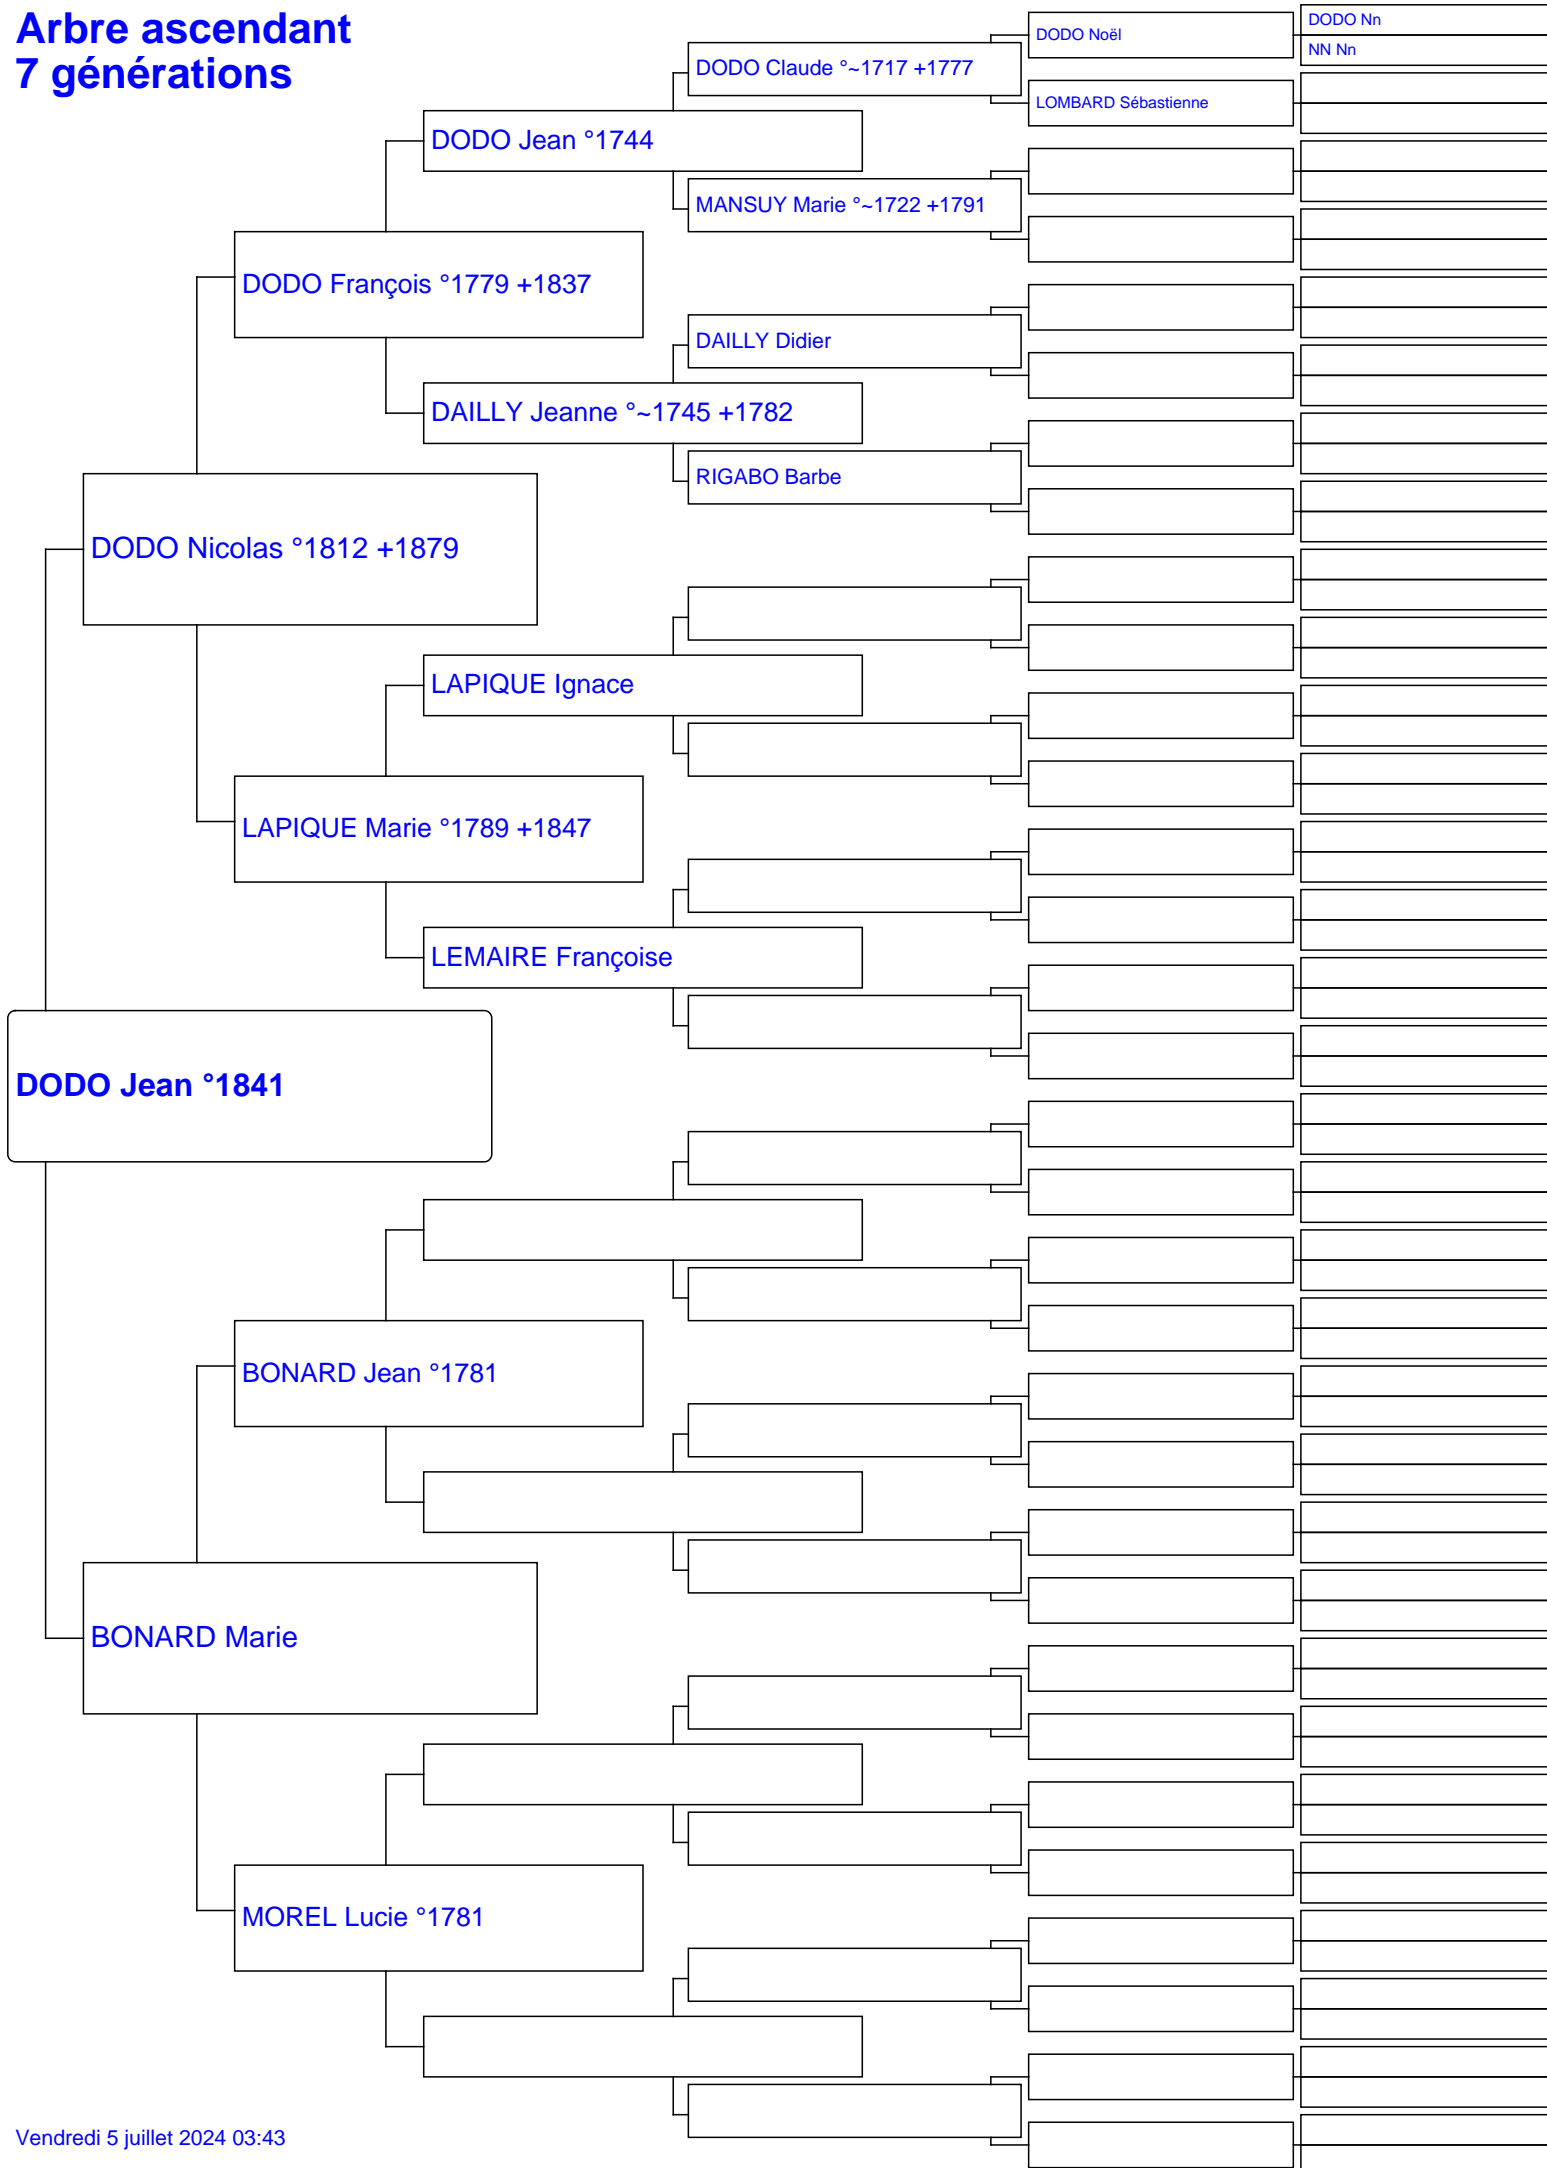 Arbre ascendant
7 générations
DODO Nn
DODO Noël
NN Nn
DODO Claude °~1717 +1777
LOMBARD Sébastienne
DODO Jean °1744
MANSUY Marie °~1722 +1791
DODO François °1779 +1837
DAILLY Didier
DAILLY Jeanne °~1745 +1782
RIGABO Barbe
DODO Nicolas °1812 +1879
LAPIQUE Ignace
LAPIQUE Marie °1789 +1847
LEMAIRE Françoise
DODO Jean °1841
BONARD Jean °1781
BONARD Marie
MOREL Lucie °1781
Vendredi 5 juillet 2024 03:43